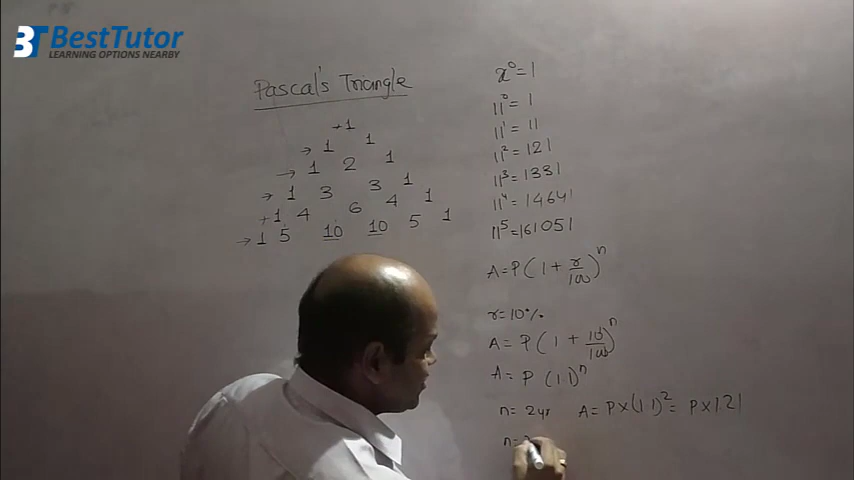 BestTutor
LEARNING OPTIONS NEARBY
Pascal's Triangle
→1
→ 1 1
→ 1 2 1
→ 1 3 3 1
→1 4 6 4 1
→ 1 5 10 10 5 1
x⁰=1
11⁰ = 1
11¹ = 11
11² = 121
11³ = 1331
11⁴ = 14641
11⁵ = 161051
A=P(1+r/100)ⁿ
r=10%
A= P(1+10/100)ⁿ
A= P (1.1)ⁿ
n= 2yr A= P×(1.1)² = P×1.21
n=